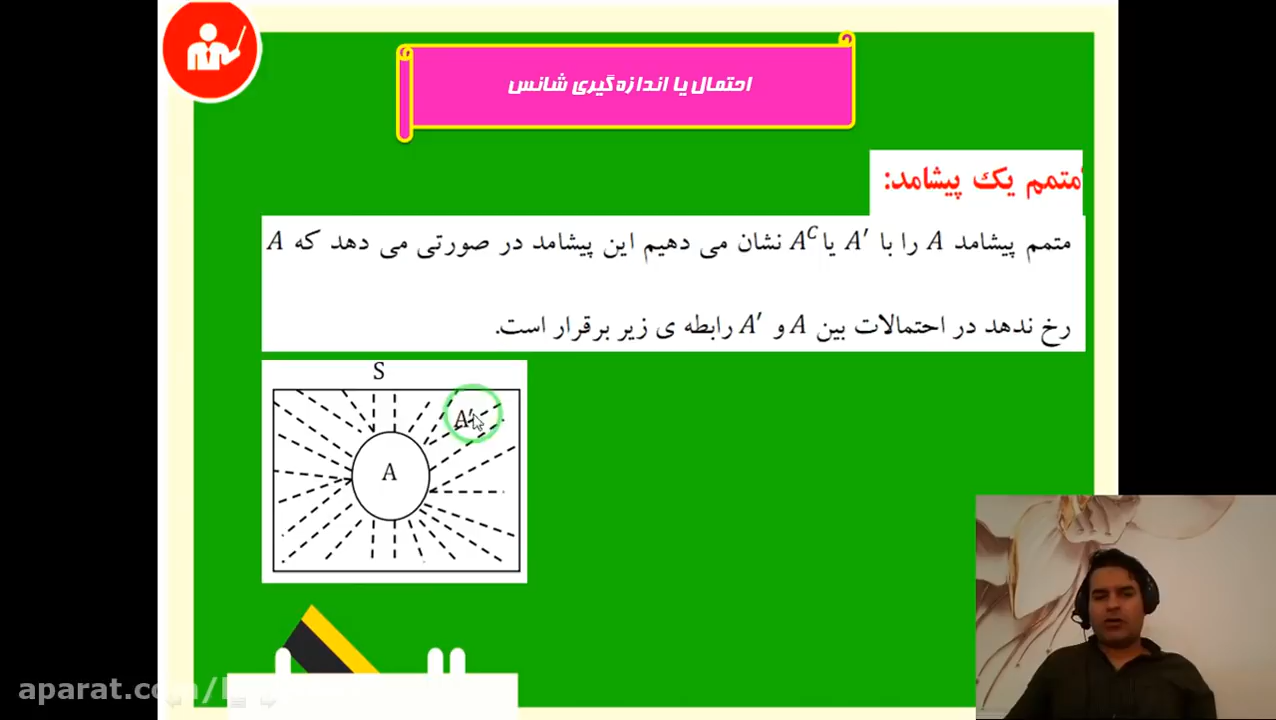 احتمال یا اندازه‌گیری شانس
متمم یک پیشامد:
متمم پیشامد A را با A′ یا A^C نشان می دهیم این پیشامد در صورتی می دهد که A
رخ ندهد در احتمالات بین A و A′ رابطه ی زیر برقرار است.
S
A′
A
aparat.com/